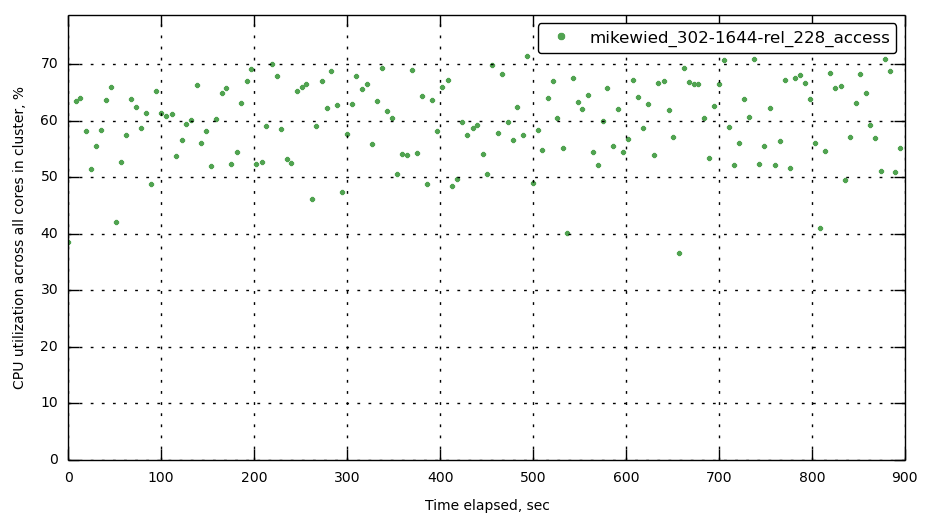 mikewied_302-1644-rel_228_access
CPU utilization across all cores in cluster, %
70
60
50
40
30
20
10
0
0 100 200 300 400 500 600 700 800 900
Time elapsed, sec